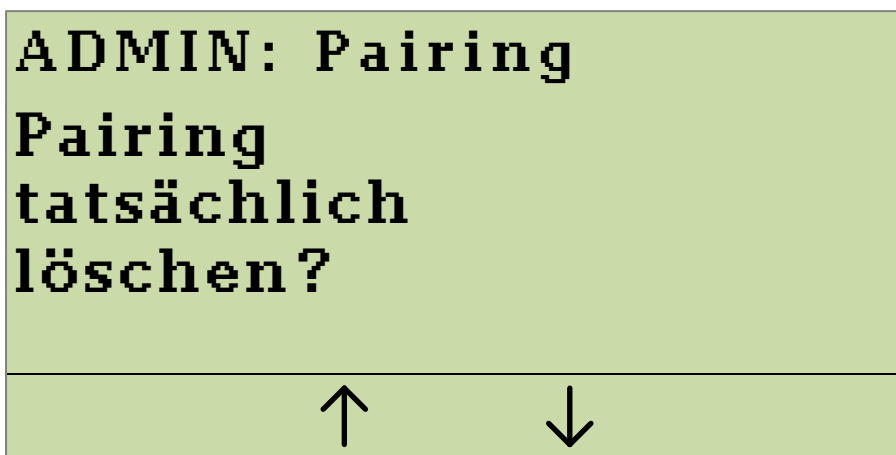 ADMIN: Pairing
Pairing
tatsächlich
löschen?
↑ ↓